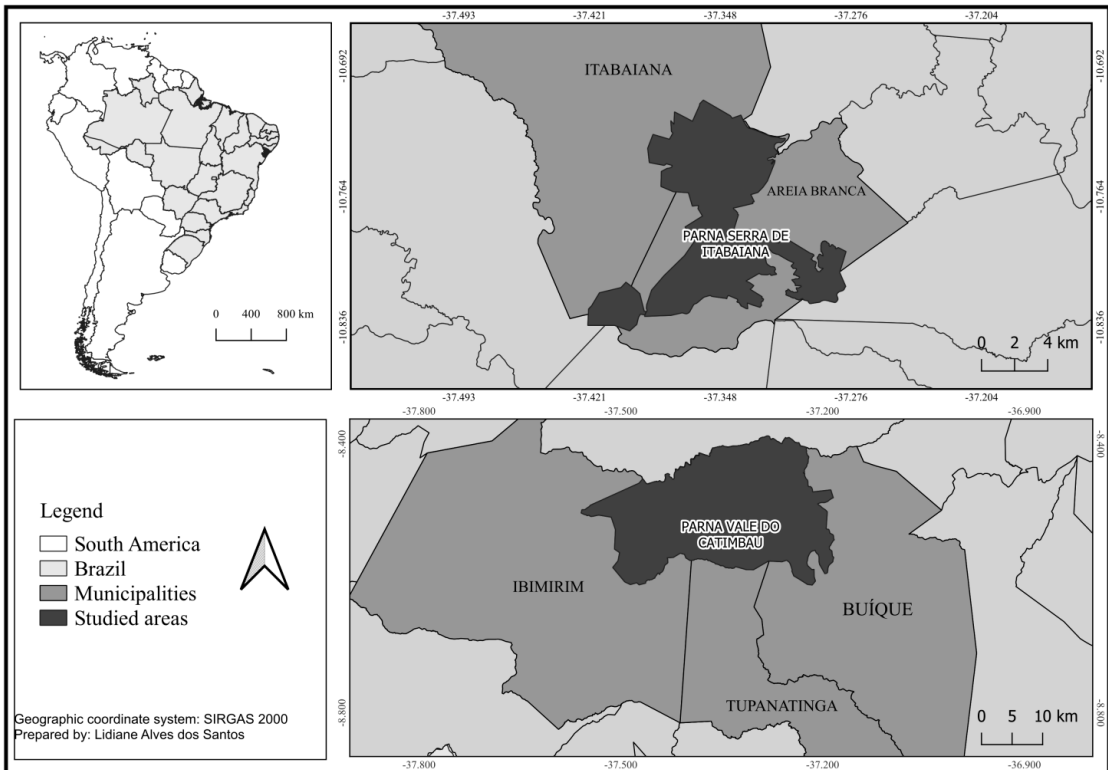 0 400 800 km
-37.493 -37.421 -37.348 -37.276 -37.204
-10.692
-10.764
-10.836
-10.692
-10.764
-10.836
ITABAIANA
AREIA BRANCA
PARNA SERRA DE
ITABAIANA
0 2 4 km
-37.493 -37.421 -37.348 -37.276 -37.204
Legend
South America
Brazil
Municipalities
Studied areas
Geographic coordinate system: SIRGAS 2000
Prepared by: Lidiane Alves dos Santos
-37.800 -37.500 -37.200 -36.900
-8.400
-8.800
-8.400
-8.800
PARNA VALE DO
CATIMBAU
IBIMIRIM
BUÍQUE
TUPANATINGA
0 5 10 km
-37.800 -37.500 -37.200 -36.900